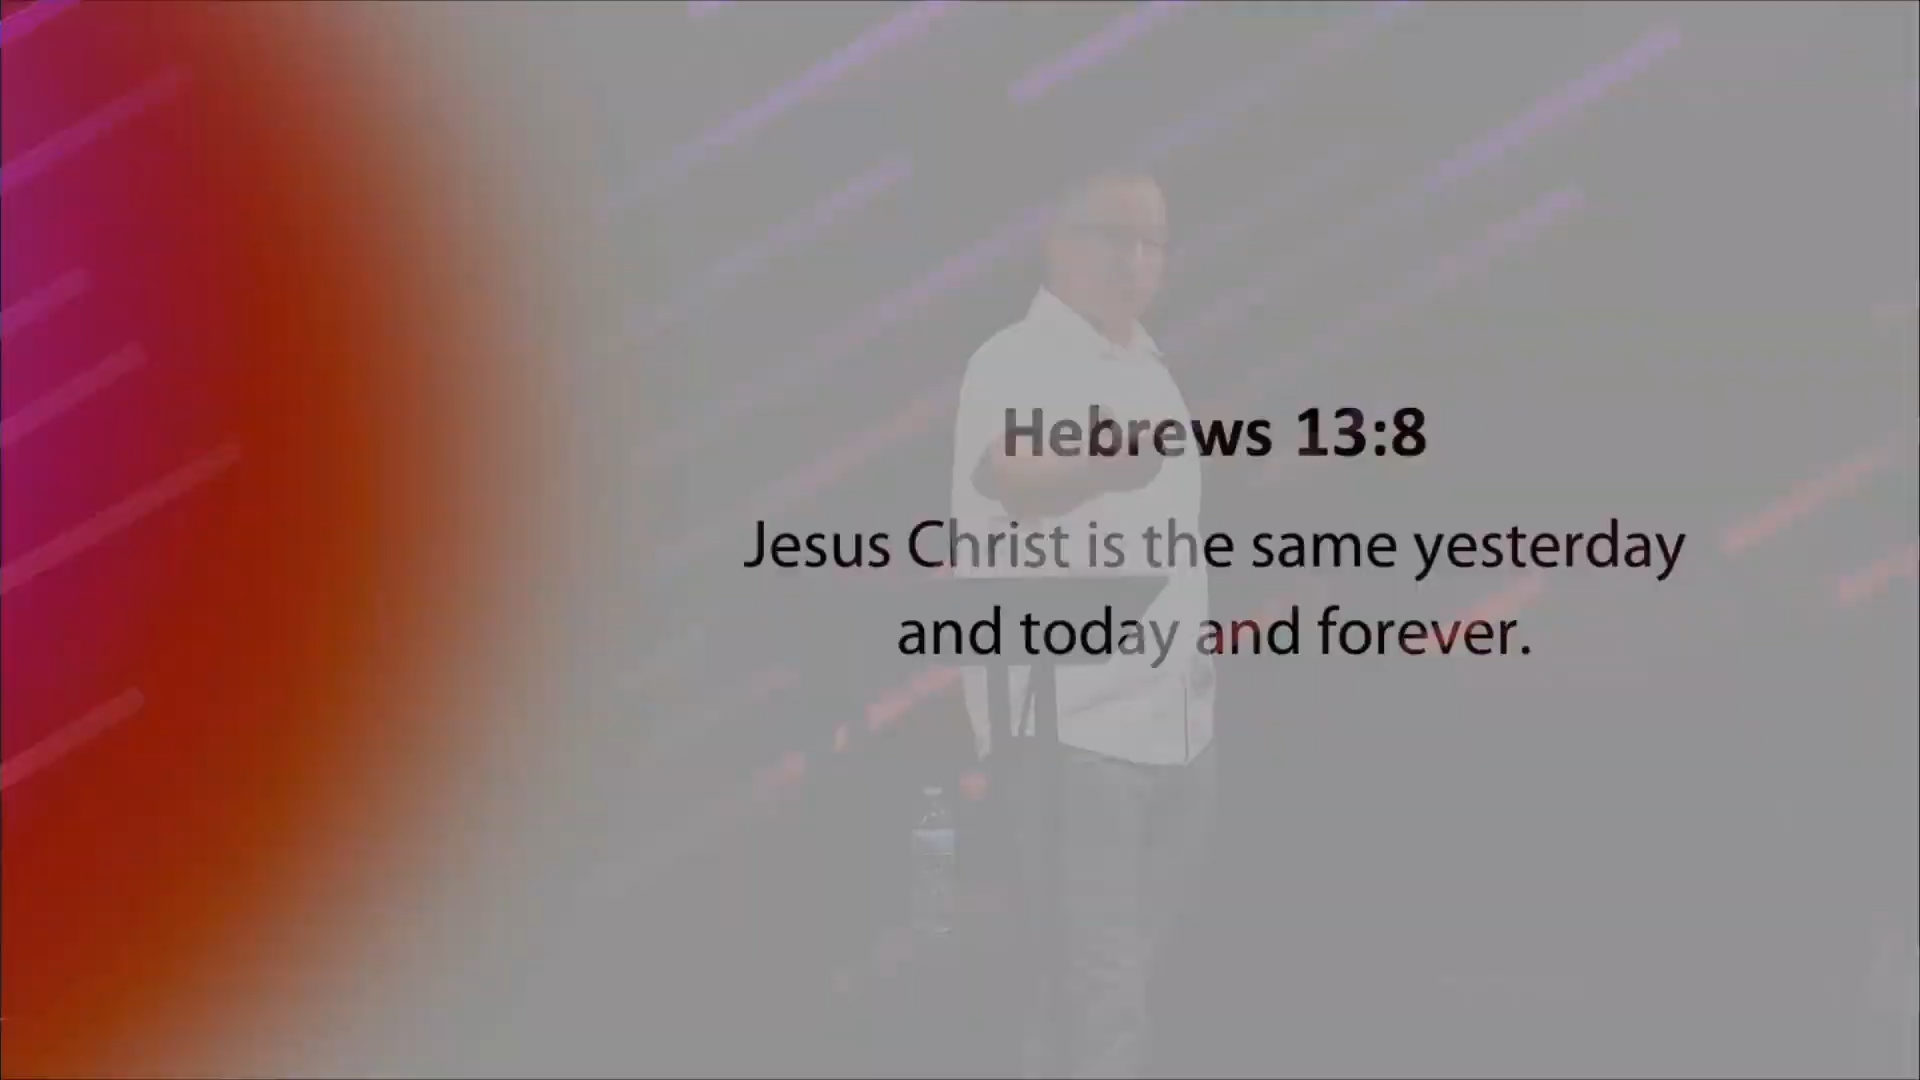 Hebrews 13:8
Jesus Christ is the same yesterday
and today and forever.